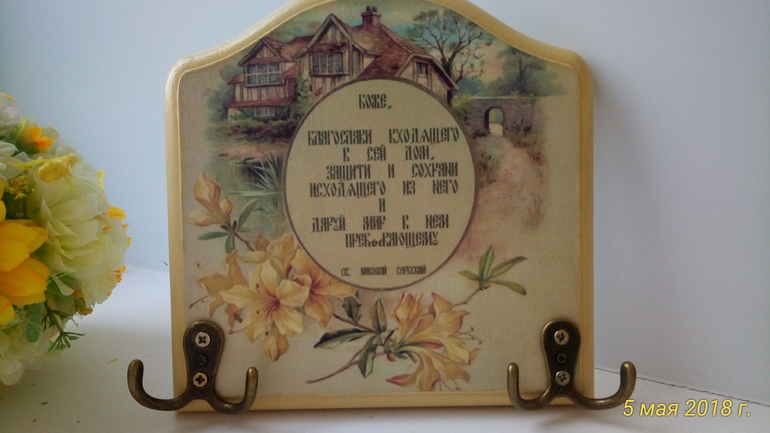 БОЖЕ,
БЛАГОСЛОВИ ВХОДЯЩЕГО
В СЕЙ ДОМ,
ЗАЩИТИ И СОХРАНИ
ИСХОДЯЩЕГО ИЗ НЕГО
И
ДАРУЙ МИР В НЕМ
ПРЕБЫВАЮЩЕМУ
СВ. НИКОЛАЙ СЕРБСКИЙ
5 мая 2018 г.